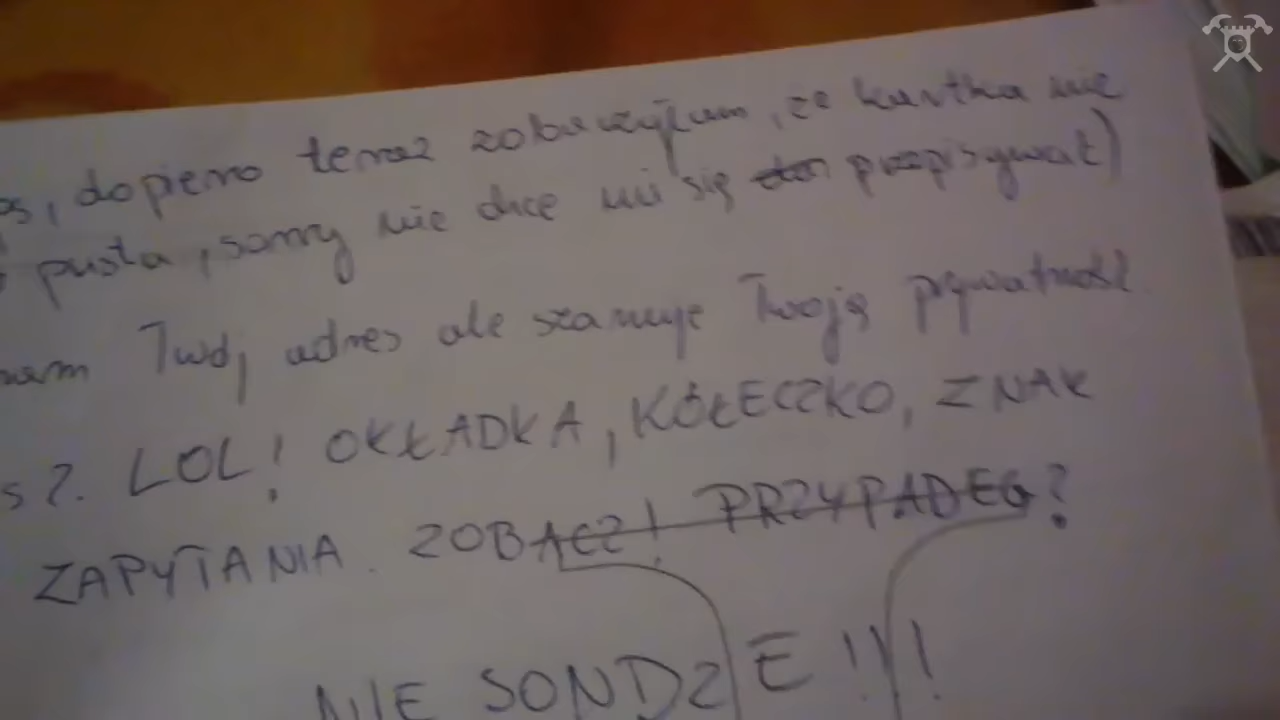 , dopiero teraz zobaczyłam, że kartka nie
pusta, sorry nie chce mi się przepisywać)
Twój adres ale szanuje Twoją prywatność
s?. LOL! OKŁADKA, KÓŁECZKO, ZNAK
ZAPYTANIA. ZOBACZ! PRZYPADEG?
NIE SONDZE!!!